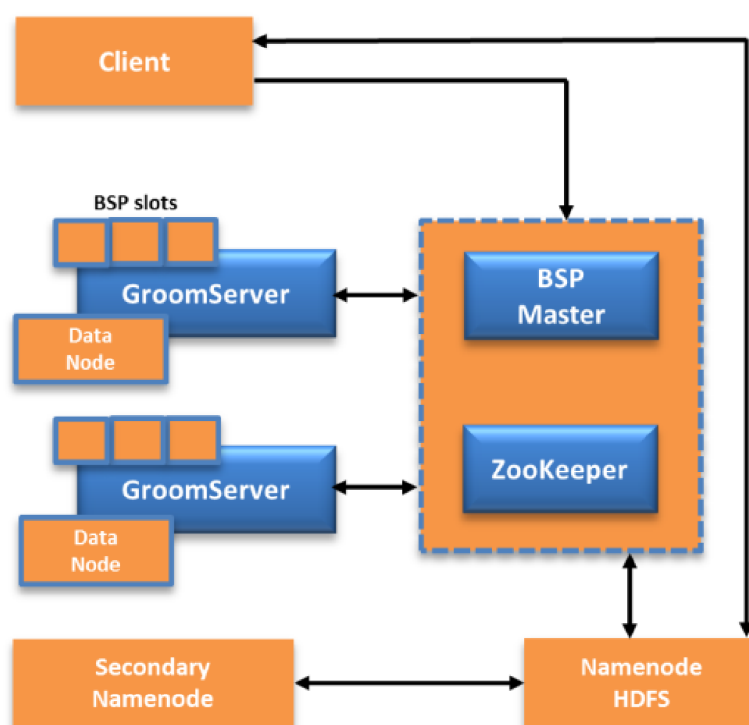 Client
BSP slots
GroomServer
Data
Node
BSP
Master
GroomServer
Data
Node
ZooKeeper
Secondary
Namenode
Namenode
HDFS